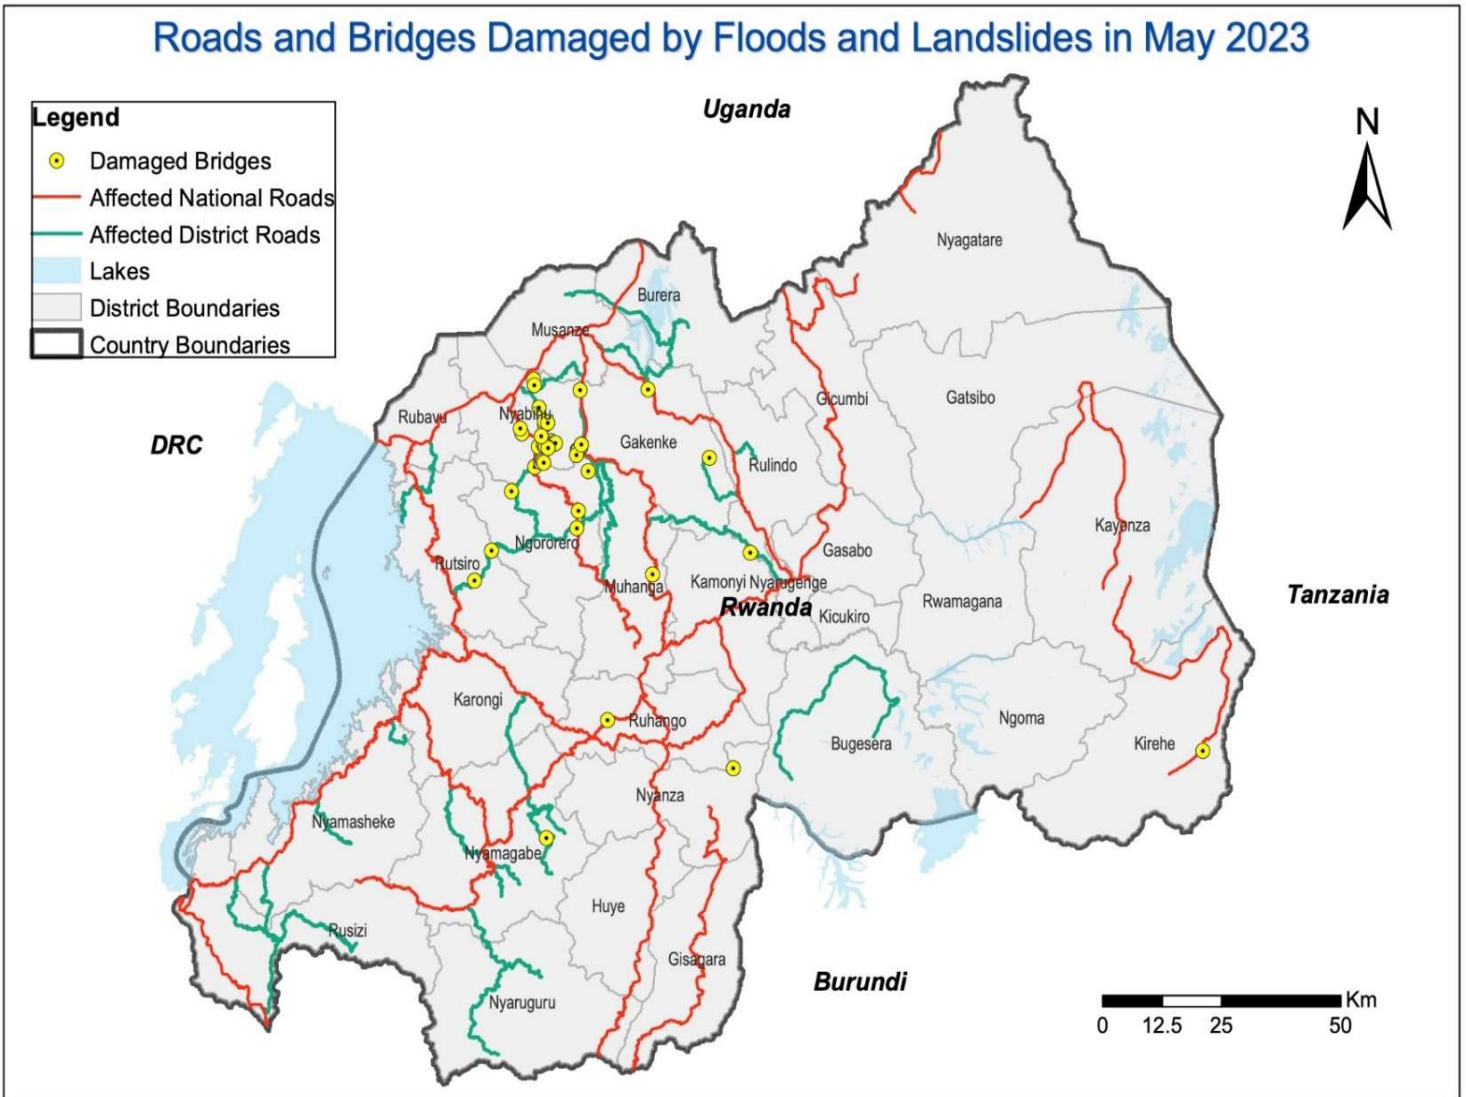 Roads and Bridges Damaged by Floods and Landslides in May 2023
Legend
Damaged Bridges
Affected National Roads
Affected District Roads
Lakes
District Boundaries
Country Boundaries
Uganda
N
Nyagatare
Burera
Musanze
Gicumbi
Gatsibo
Rubavu
Nyabihu
DRC
Gakenke
Rulindo
Kayonza
Gasabo
Ngororero
Rutsiro
Muhanga
Kamonyi
Nyarugenge
Rwanda
Tanzania
Rwamagana
Kicukiro
Karongi
Ruhango
Ngoma
Bugesera
Kirehe
Nyanza
Nyamasheke
Nyamagabe
Huye
Rusizi
Gisagara
Burundi
Nyaruguru
Km
0 12.5 25 50